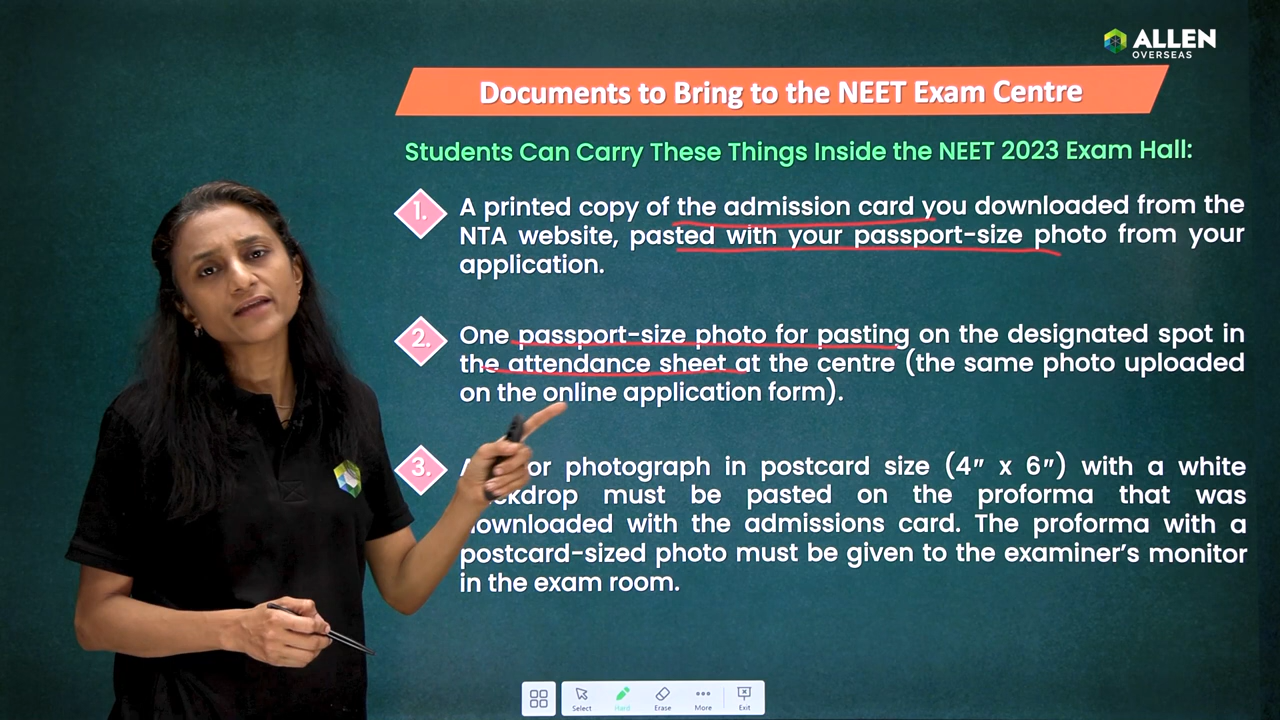 ALLEN
OVERSEAS
Documents to Bring to the NEET Exam Centre
Students Can Carry These Things Inside the NEET 2023 Exam Hall:
1. A printed copy of the admission card you downloaded from the
NTA website, pasted with your passport-size photo from your
application.
2. One passport-size photo for pasting on the designated spot in
the attendance sheet at the centre (the same photo uploaded
on the online application form).
3. photograph in postcard size (4” x 6”) with a white
must be pasted on the proforma that was
downloaded with the admissions card. The proforma with a
postcard-sized photo must be given to the examiner’s monitor
in the exam room.
Select
Hard
Erase
More
Exit